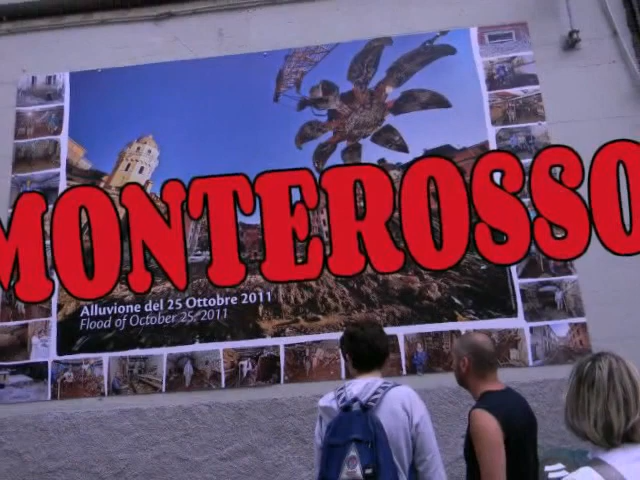 MONTEROSSO
Alluvione del 25 Ottobre 2011
Flood of October 25, 2011